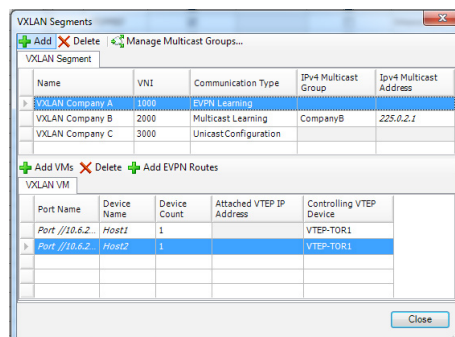 VXLAN Segments
Add Delete Manage Multicast Groups...
VXLAN Segment
Name VNI Communication Type IPv4 Multicast Group Ipv4 Multicast Address
VXLAN Company A 1000 EVPN Learning
VXLAN Company B 2000 Multicast Learning CompanyB 225.0.2.1
VXLAN Company C 3000 UnicastConfiguration
Add VMs Delete Add EVPN Routes
VXLAN VM
Port Name Device Name Device Count Attached VTEP IP Address Controlling VTEP Device
Port //10.6.2... Host1 1 VTEP-TOR1
Port //10.6.2... Host2 1 VTEP-TOR1
Close